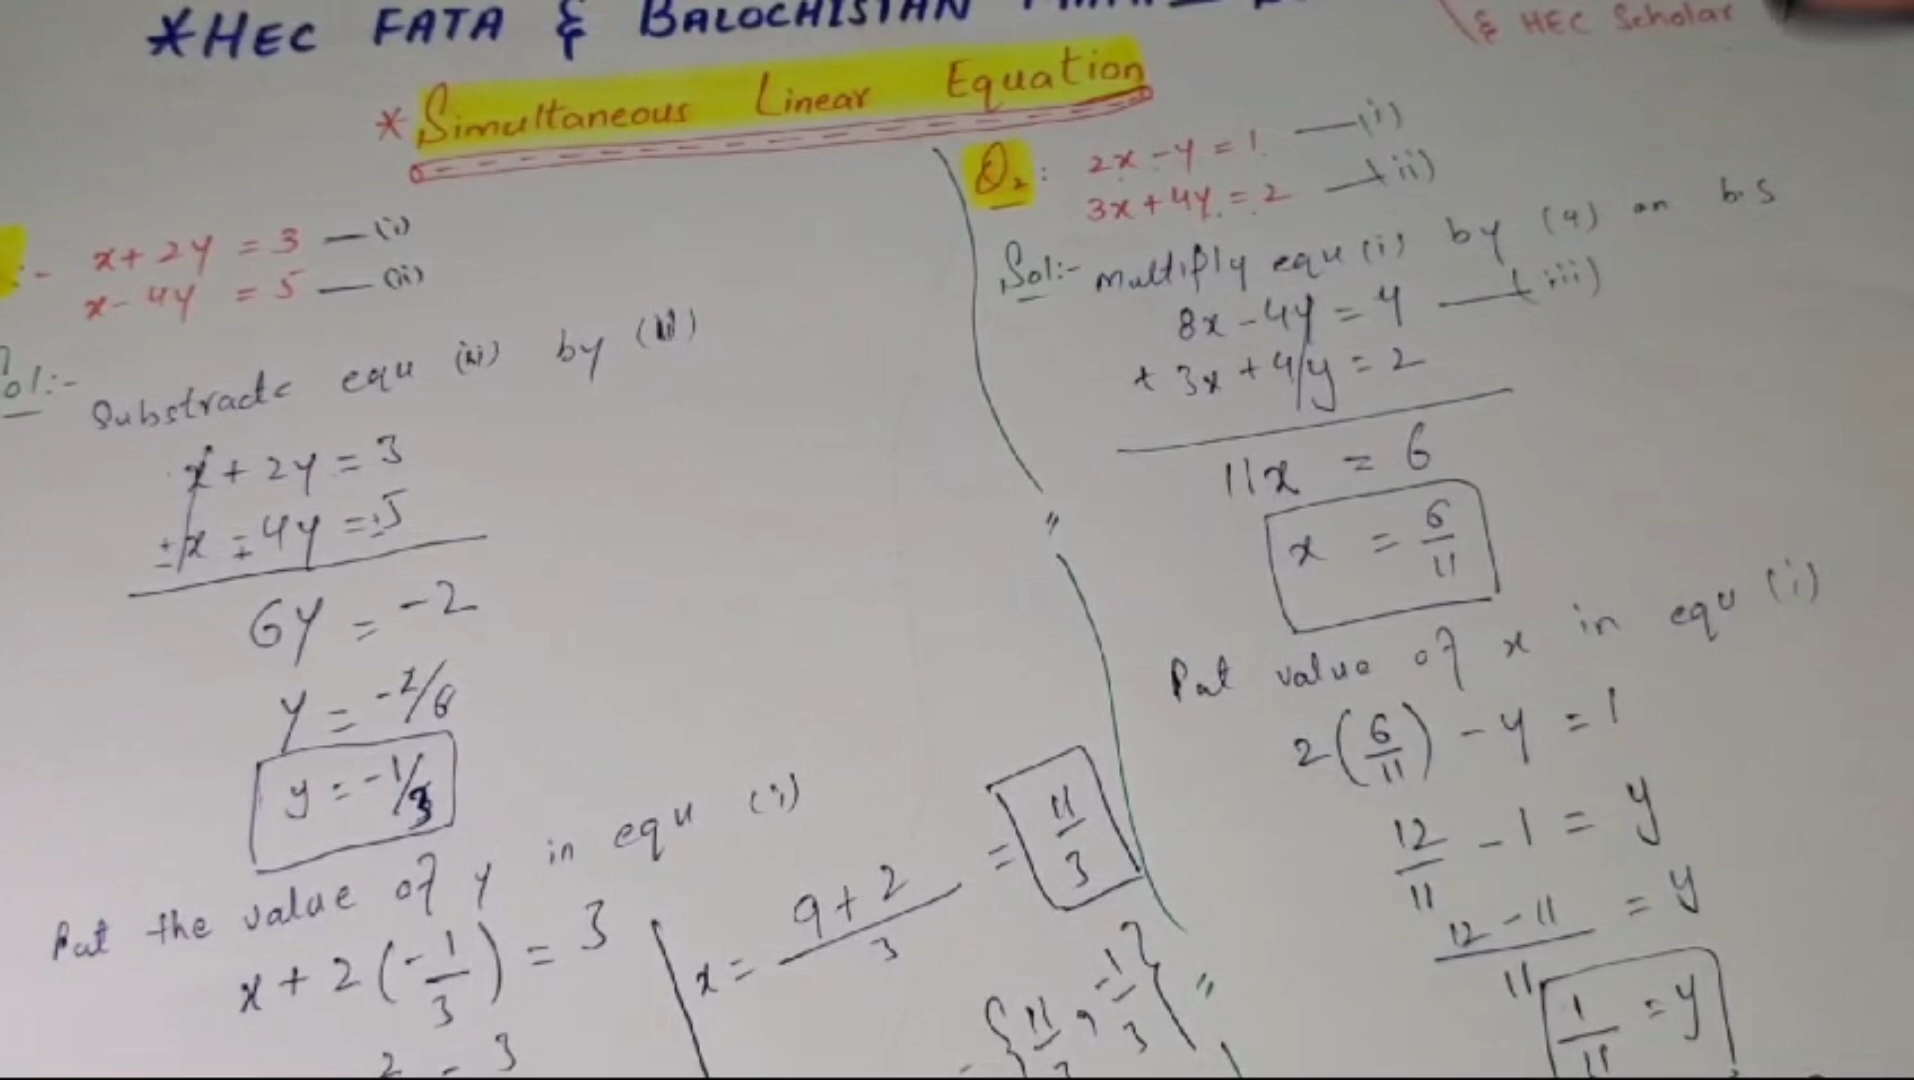 *HEC FATA & BALOCHISTAN
& HEC Scholar
* Simultaneous Linear Equation
:- x+2y = 3 —(i)
x-4y = 5 —(ii)
Sol:- Substracte equ (ii) by
x+2y=3
±x∓4y=±5
6y = -2
y = -2/6
y = -1/3
Put the value of y in equ (i)
x+2(-1/3) = 3
2 = 3
x = 9+2/3 = 11/3
{11/3, -1/3}
Q2: 2x-y=1 —(i)
3x+4y=2 —(ii)
Sol:- multiply equ (i) by (4) on b.s
8x-4y=4 —(iii)
+3x+4y=2
11x = 6
x = 6/11
Put value of x in equ (i)
2(6/11)-y=1
12/11 -1 = y
12-11/11 = y
1/11 = y